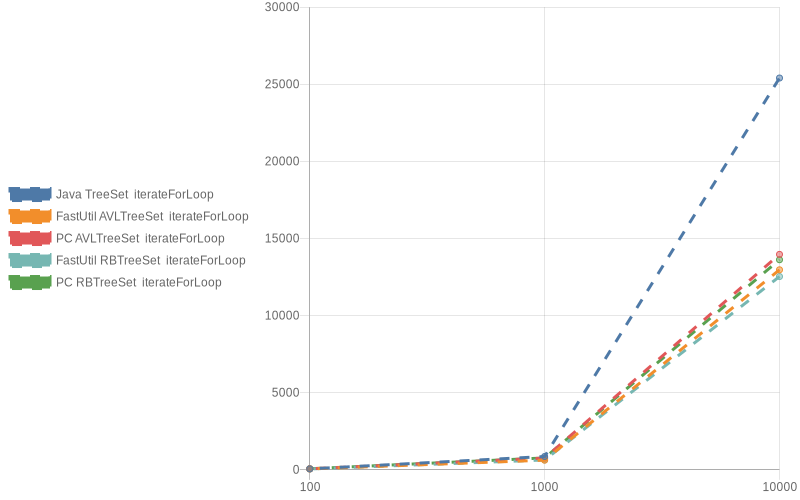 30000
25000
20000
15000
10000
5000
0
100
1000
10000
Java TreeSet iterateForLoop
FastUtil AVLTreeSet iterateForLoop
PC AVLTreeSet iterateForLoop
FastUtil RBTreeSet iterateForLoop
PC RBTreeSet iterateForLoop